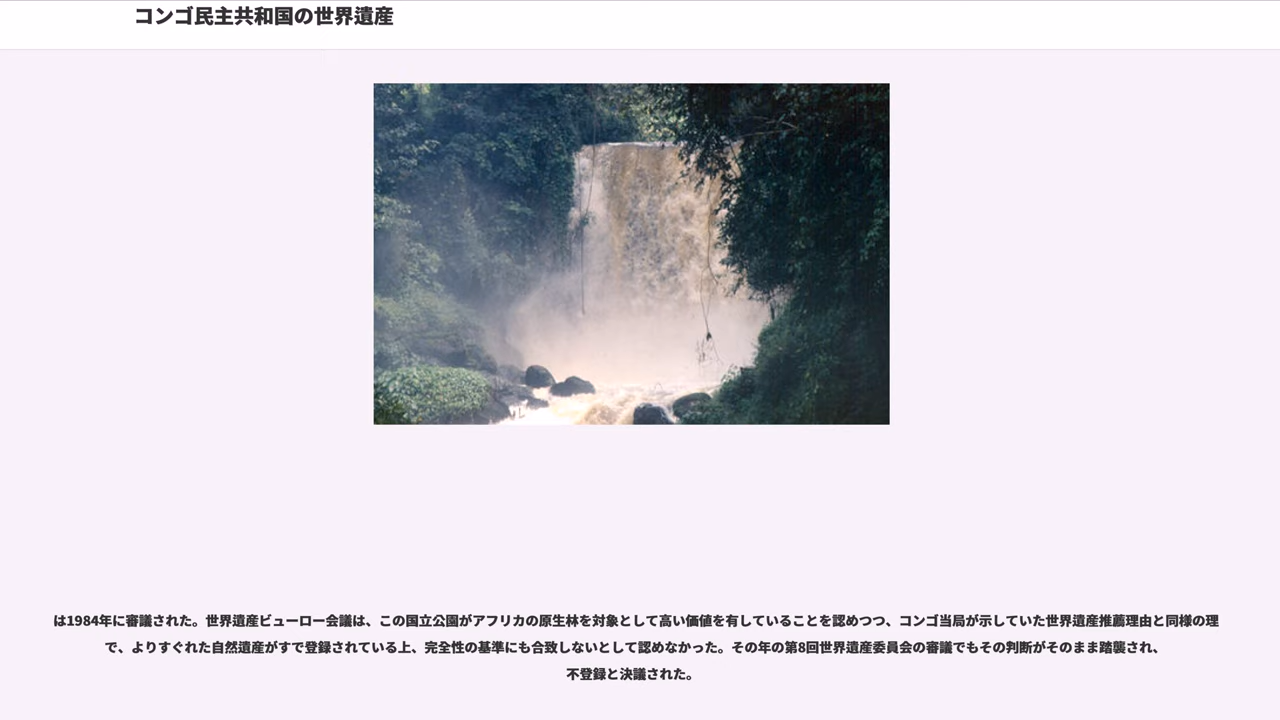 コンゴ民主共和国の世界遺産
は1984年に審議された。世界遺産ビューロー会議は、この国立公園がアフリカの原生林を対象として高い価値を有していることを認めつつ、コンゴ当局が示していた世界遺産推薦理由と同様の理
で、よりすぐれた自然遺産がすで登録されている上、完全性の基準にも合致しないとして認めなかった。その年の第8回世界遺産委員会の審議でもその判断がそのまま踏襲され、
不登録と決議された。